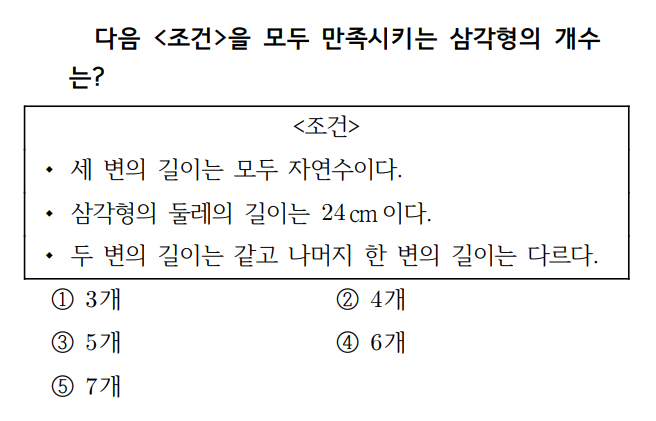 다음 <조건>을 모두 만족시키는 삼각형의 개수
는?
<조건>
• 세 변의 길이는 모두 자연수이다.
• 삼각형의 둘레의 길이는 24cm이다.
• 두 변의 길이는 같고 나머지 한 변의 길이는 다르다.
① 3개 ② 4개
③ 5개 ④ 6개
⑤ 7개